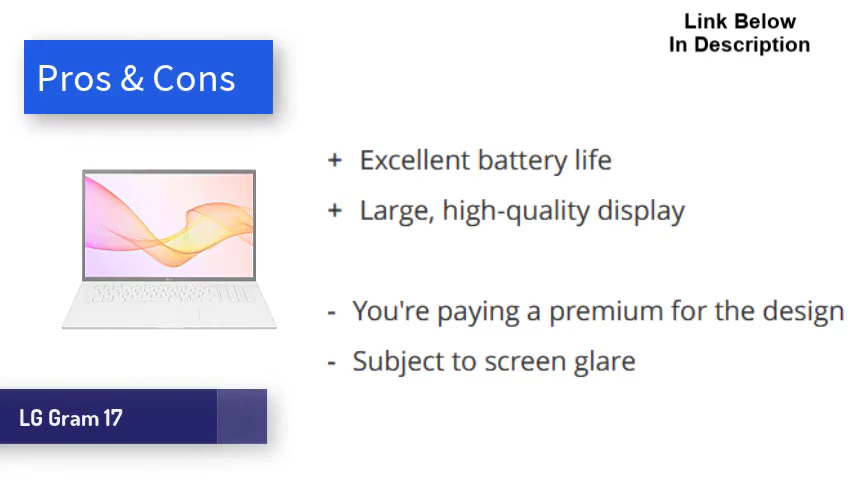 Link Below
In Description
Pros & Cons
+ Excellent battery life
+ Large, high-quality display
- You're paying a premium for the design
- Subject to screen glare
LG Gram 17